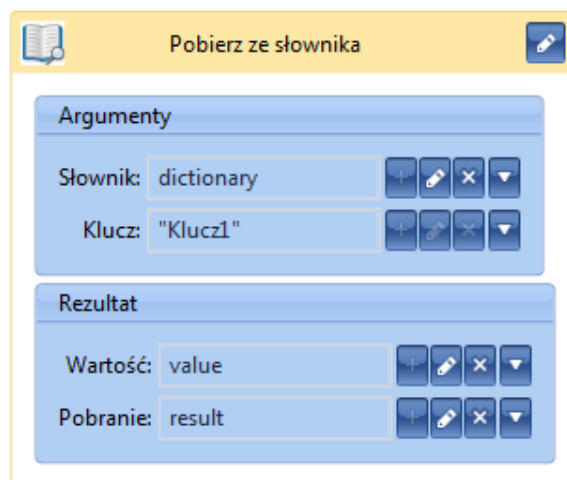 Pobierz ze słownika
Argumenty
Słownik: dictionary
Klucz: "Klucz1"
Rezultat
Wartość: value
Pobranie: result